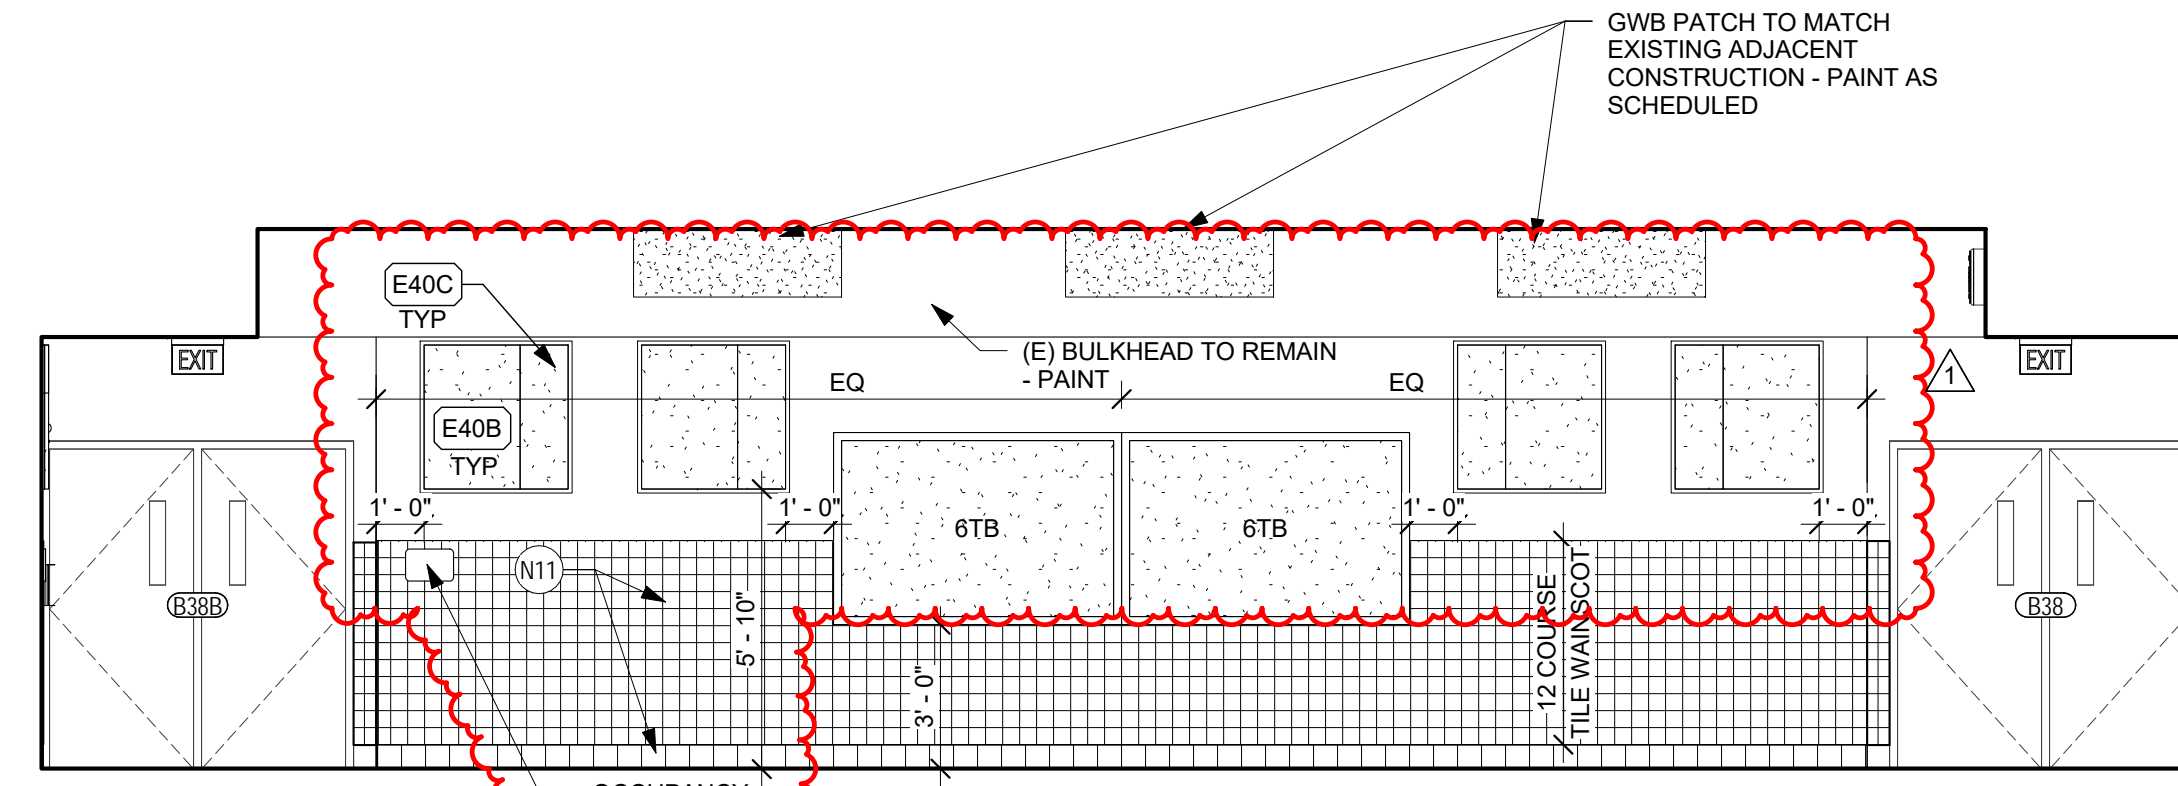 GWB PATCH TO MATCH
EXISTING ADJACENT
CONSTRUCTION - PAINT AS
SCHEDULED
E40C
TYP
EXIT
(E) BULKHEAD TO REMAIN
- PAINT
EQ
EQ
1
EXIT
E40B
TYP
1' - 0"
1' - 0"
1' - 0"
1' - 0"
6TB
6TB
N11
B38B
B38
5' - 10"
3' - 0"
12 COURSE
TILE WAINSCOT
OCCUPANCY